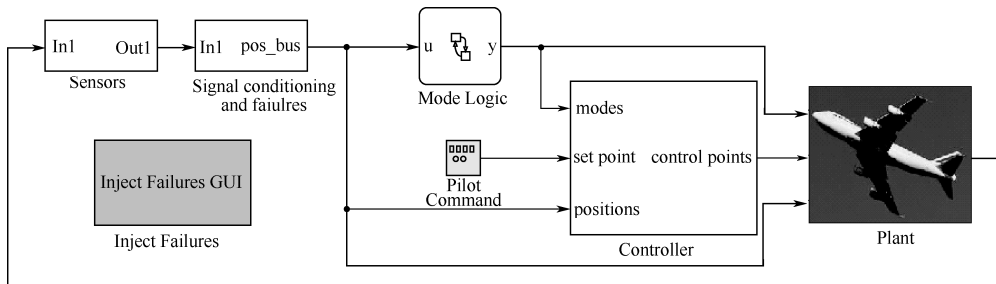 In1
Out1
Sensors
In1
pos_bus
Signal conditioning
and faiulres
u
y
Mode Logic
modes
set point
control points
positions
Controller
Pilot
Command
Inject Failures GUI
Inject Failures
Plant